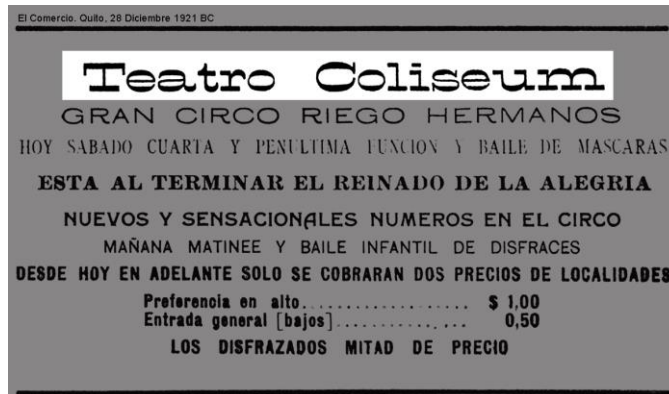 El Comercio. Quito, 28 Diciembre 1921 BC
Teatro Coliseum
GRAN CIRCO RIEGO HERMANOS
HOY SABADO CUARTA Y PENULTIMA FUNCION Y BAILE DE MASCARAS
ESTA AL TERMINAR EL REINADO DE LA ALEGRIA
NUEVOS Y SENSACIONALES NUMEROS EN EL CIRCO
MAÑANA MATINEE Y BAILE INFANTIL DE DISFRACES
DESDE HOY EN ADELANTE SOLO SE COBRARAN DOS PRECIOS DE LOCALIDADES
Preferencia en alto................... $ 1,00
Entrada general [bajos]............... 0,50
LOS DISFRAZADOS MITAD DE PRECIO